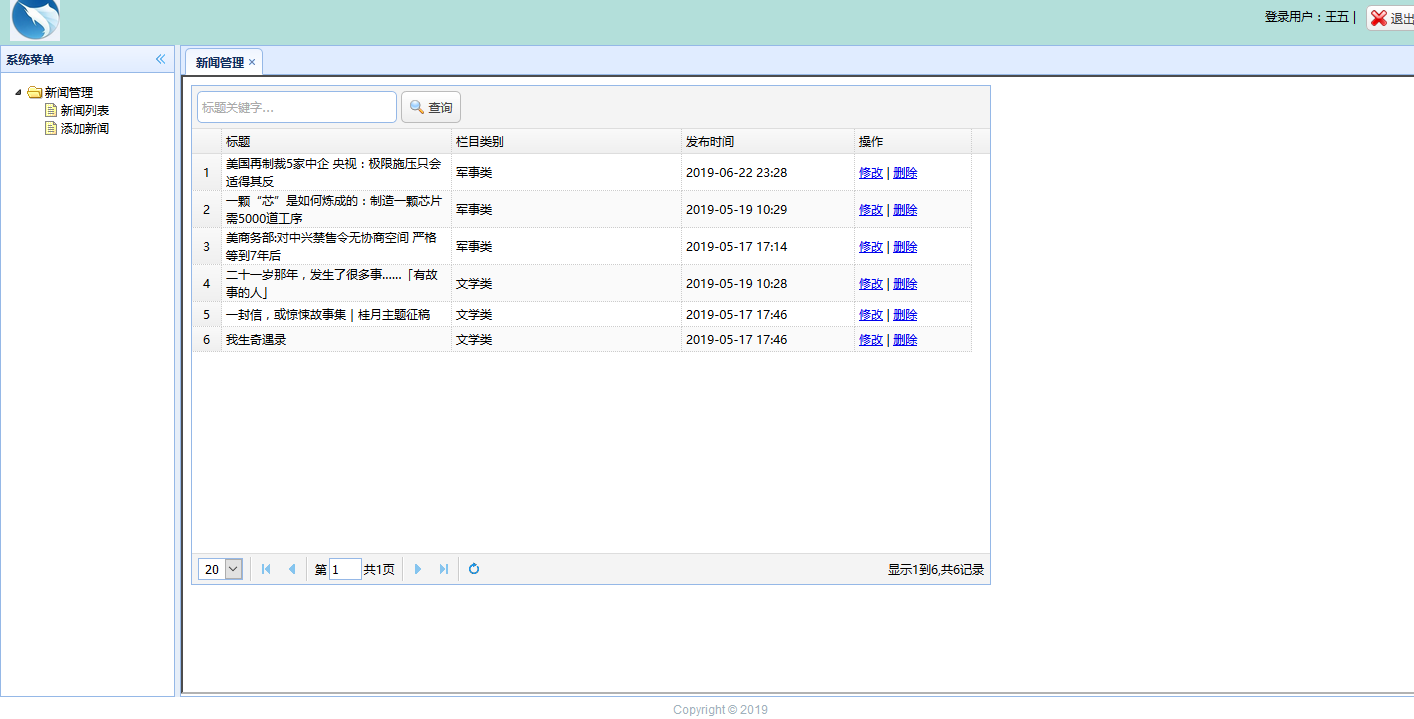 登录用户：王五 |
退出
系统菜单
新闻管理
新闻列表
添加新闻
新闻管理
标题关键字...
查询
标题 栏目类别 发布时间 操作
1 美国再制裁5家中企 央视：极限施压只会 军事类 2019-06-22 23:28 修改 | 删除
适得其反
2 一颗“芯”是如何炼成的：制造一颗芯片 军事类 2019-05-19 10:29 修改 | 删除
需5000道工序
3 美商务部:对中兴禁售令无协商空间 严格 军事类 2019-05-17 17:14 修改 | 删除
等到7年后
4 二十一岁那年，发生了很多事……「有故 文学类 2019-05-19 10:28 修改 | 删除
事的人」
5 一封信，或惊悚故事集 | 桂月主题征稿 文学类 2019-05-17 17:46 修改 | 删除
6 我生奇遇录 文学类 2019-05-17 17:46 修改 | 删除
20 第 1 共1页 显示1到6,共6记录
Copyright © 2019